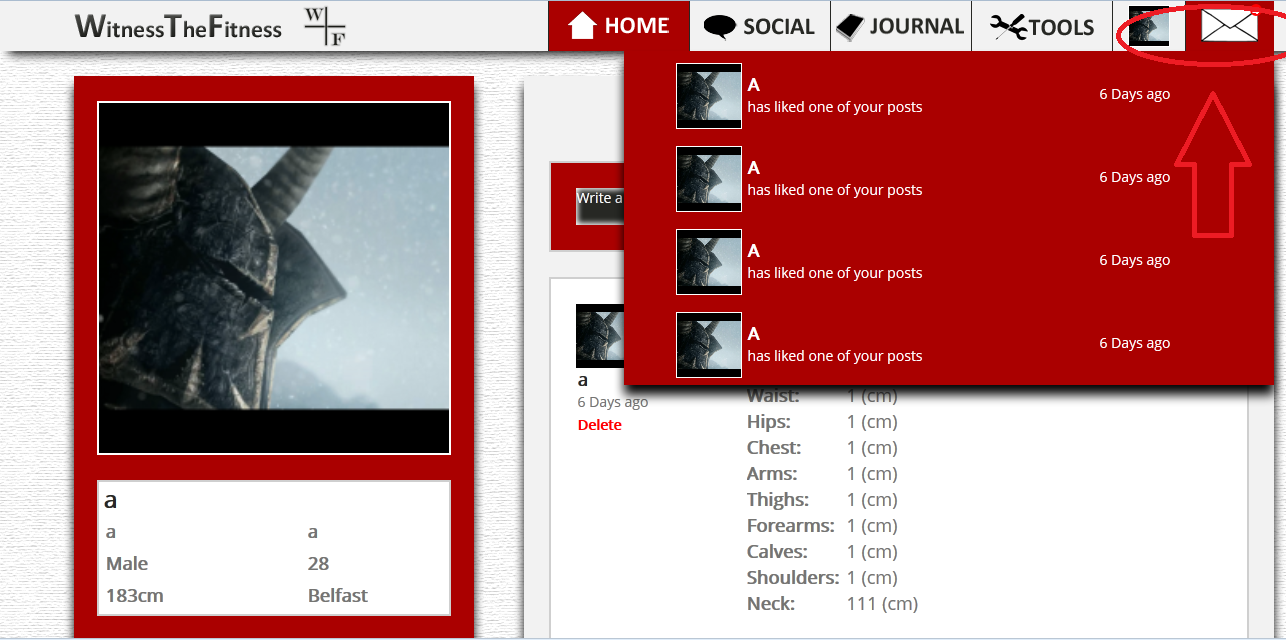 WitnessTheFitness W F HOME SOCIAL JOURNAL TOOLS
A
has liked one of your posts 6 Days ago
A
has liked one of your posts 6 Days ago
A
has liked one of your posts 6 Days ago
A
has liked one of your posts 6 Days ago
Write a
a
6 Days ago
Delete
Waist: 1 (cm)
Hips: 1 (cm)
Chest: 1 (cm)
Arms: 1 (cm)
Thighs: 1 (cm)
Forearms: 1 (cm)
Calves: 1 (cm)
Shoulders: 1 (cm)
Neck: 111 (cm)
a
a a
Male 28
183cm Belfast